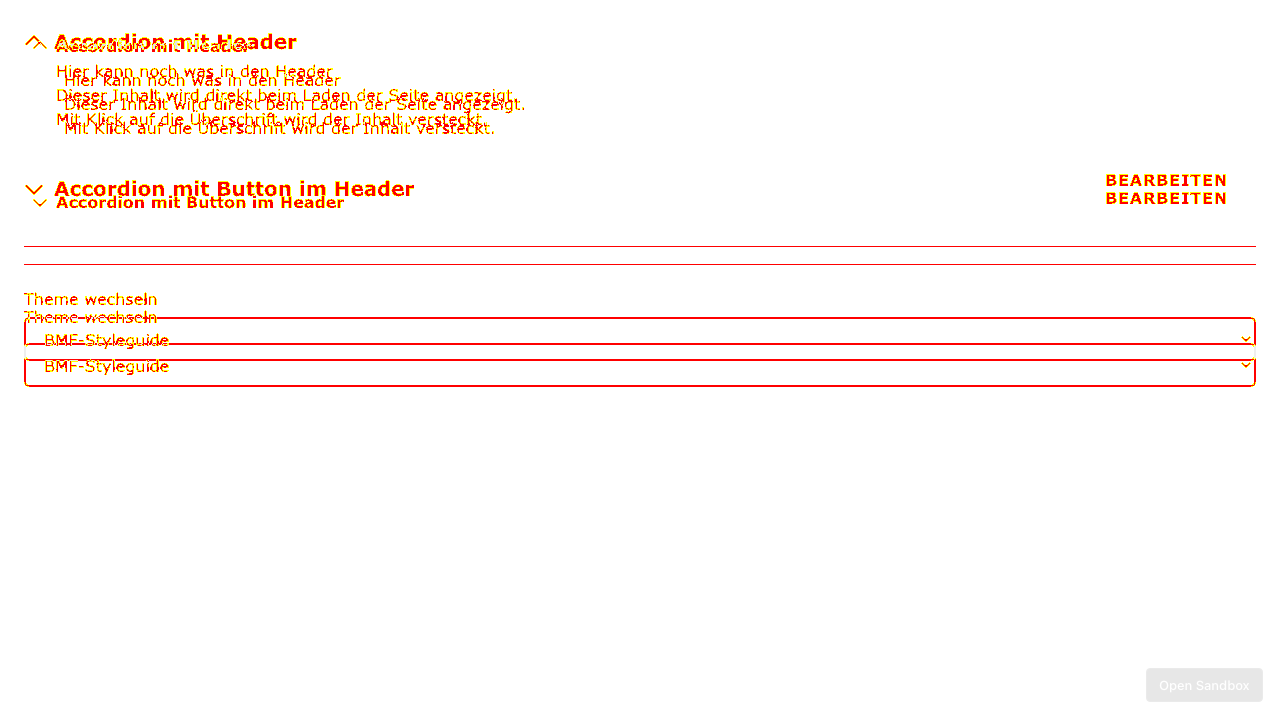 Accordion mit Header
Accordion mit Header
Hier kann noch was in den Header
Hier kann noch was in den Header
Dieser Inhalt wird direkt beim Laden der Seite angezeigt.
Dieser Inhalt wird direkt beim Laden der Seite angezeigt.
Mit Klick auf die Überschrift wird der Inhalt versteckt.
Mit Klick auf die Überschrift wird der Inhalt versteckt.
BEARBEITEN
Accordion mit Button im Header
BEARBEITEN
Accordion mit Button im Header
Theme wechseln
Theme wechseln
BMF-Styleguide
BMF-Styleguide
Open Sandbox